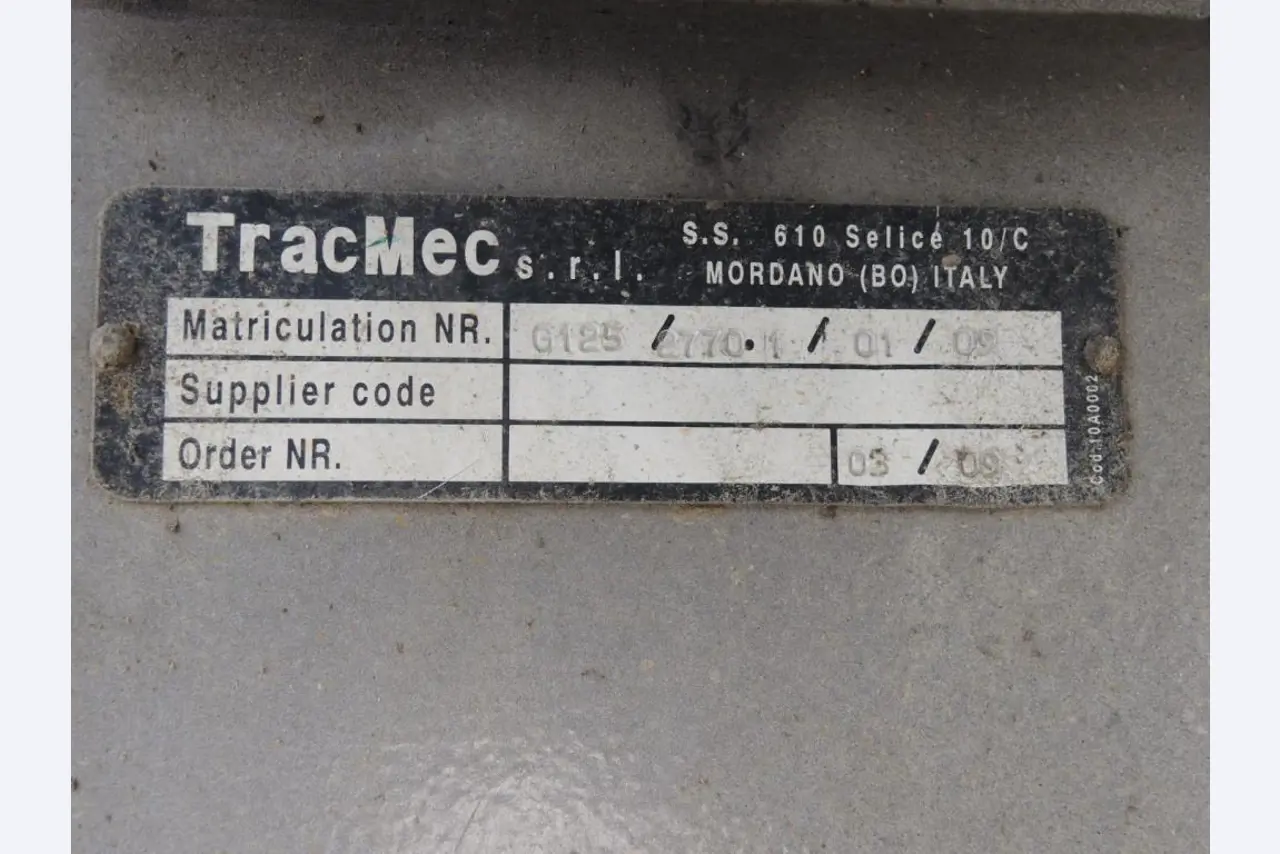 TracMec s.r.l.
S.S. 610 Selice 10/C
MORDANO (BO) ITALY
Matriculation NR. G125 / 2770.1 / 01 / 09
Supplier code
Order NR. 03 / 09
Cod.10A0002